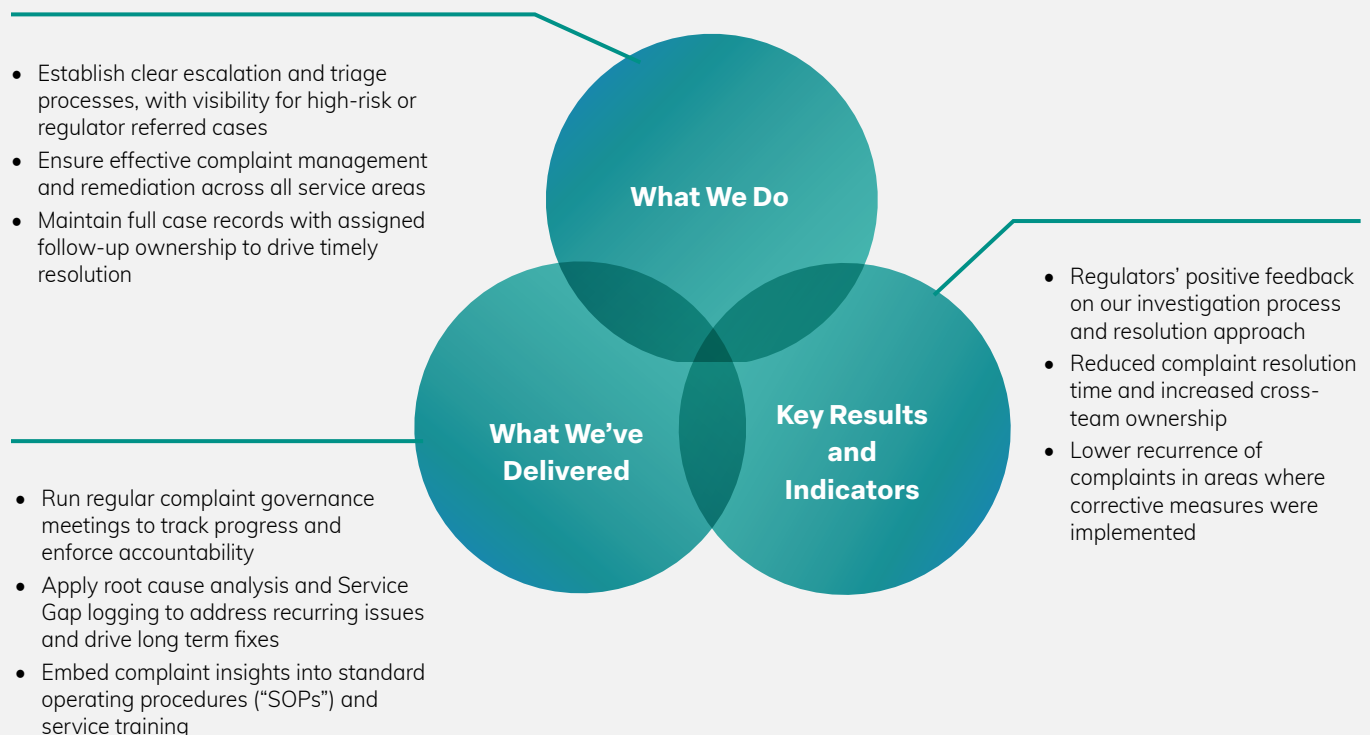 • Establish clear escalation and triage
processes, with visibility for high-risk or
regulator referred cases
• Ensure effective complaint management
and remediation across all service areas
• Maintain full case records with assigned
follow-up ownership to drive timely
resolution
What We Do
• Regulators’ positive feedback
on our investigation process
and resolution approach
• Reduced complaint resolution
time and increased cross-
team ownership
• Lower recurrence of
complaints in areas where
corrective measures were
implemented
Key Results
and
Indicators
What We’ve
Delivered
• Run regular complaint governance
meetings to track progress and
enforce accountability
• Apply root cause analysis and Service
Gap logging to address recurring issues
and drive long term fixes
• Embed complaint insights into standard
operating procedures (“SOPs”) and
service training